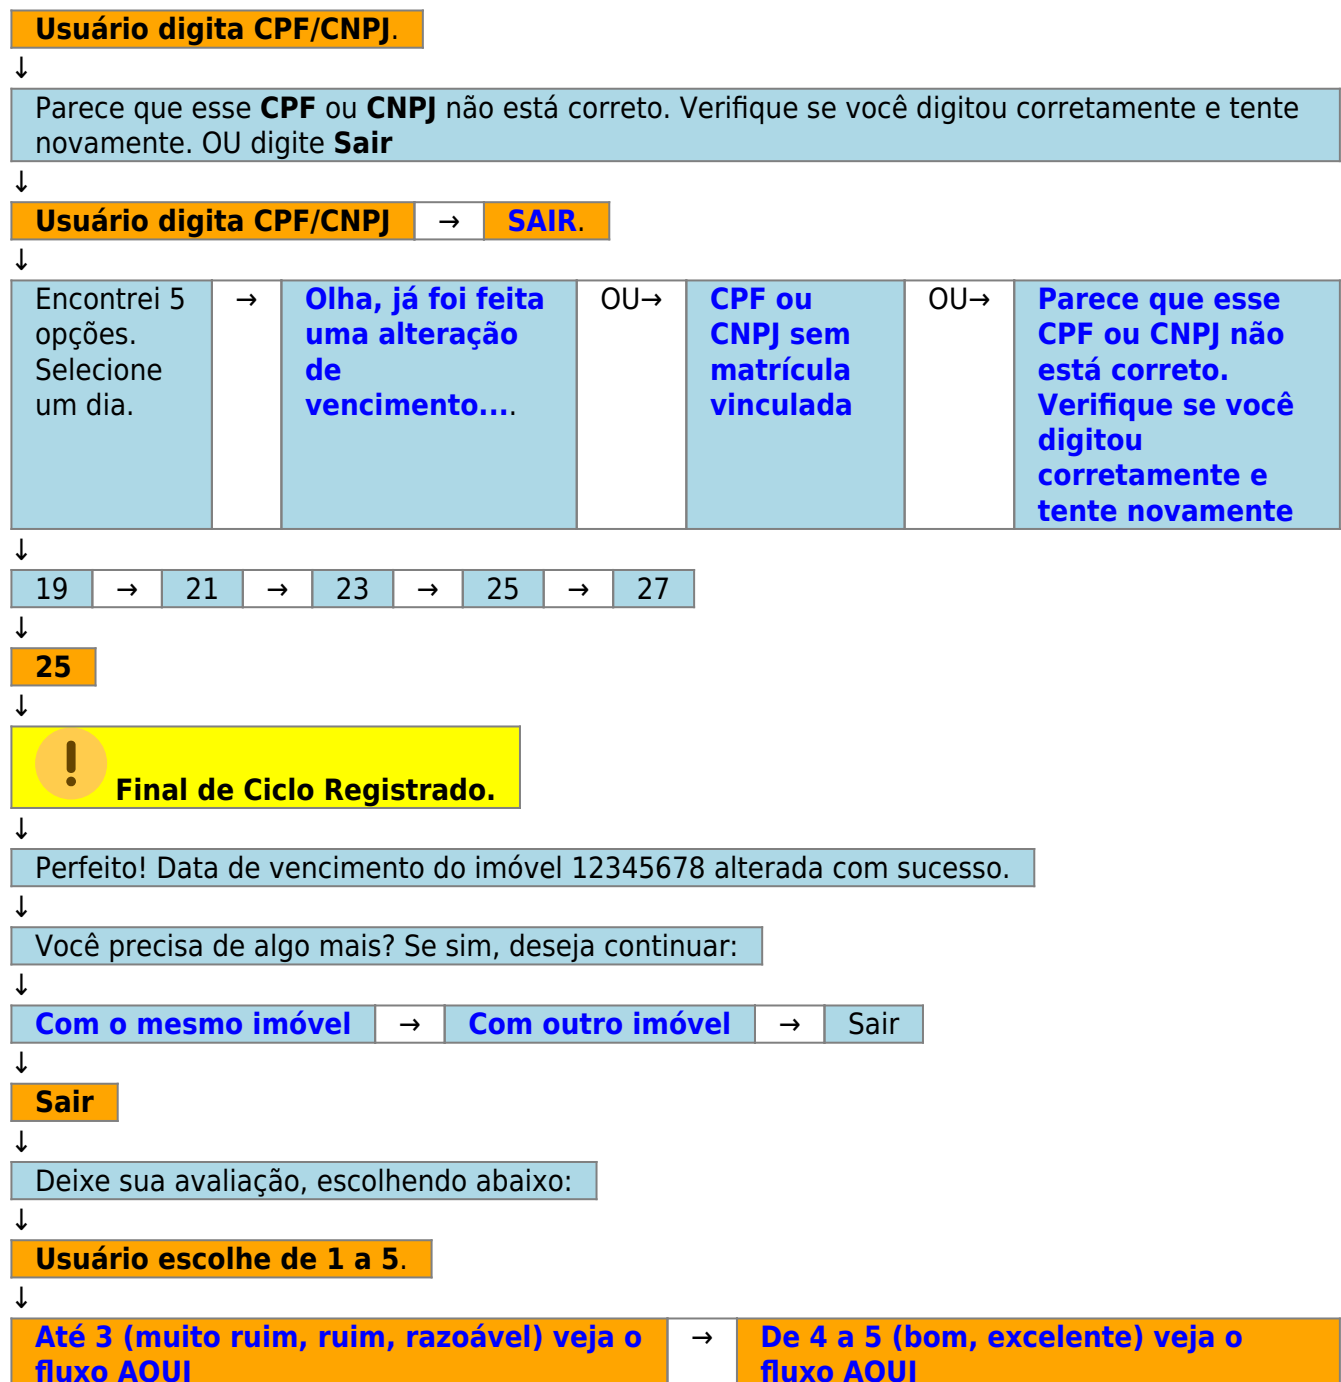 Usuário digita CPF/CNPJ.
↓
Parece que esse CPF ou CNPJ não está correto. Verifique se você digitou corretamente e tente
novamente. OU digite Sair
↓
Usuário digita CPF/CNPJ → SAIR.
↓
Encontrei 5
opções.
Selecione
um dia.
→
Olha, já foi feita
uma alteração
de
vencimento....
OU→
CPF ou
CNPJ sem
matrícula
vinculada
OU→
Parece que esse
CPF ou CNPJ não
está correto.
Verifique se você
digitou
corretamente e
tente novamente
↓
19 → 21 → 23 → 25 → 27
↓
25
↓
Final de Ciclo Registrado.
↓
Perfeito! Data de vencimento do imóvel 12345678 alterada com sucesso.
↓
Você precisa de algo mais? Se sim, deseja continuar:
↓
Com o mesmo imóvel → Com outro imóvel → Sair
↓
Sair
↓
Deixe sua avaliação, escolhendo abaixo:
↓
Usuário escolhe de 1 a 5.
↓
Até 3 (muito ruim, ruim, razoável) veja o
fluxo AQUI
→
De 4 a 5 (bom, excelente) veja o
fluxo AQUI